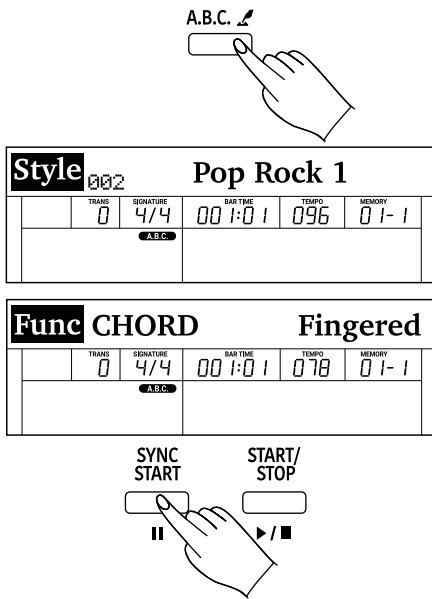 A.B.C.
Style 002 Pop Rock 1
TRANS SIGNATURE BAR TIME TEMPO MEMORY
0 4/4 001:01 096 01-1
A.B.C.
Func CHORD Fingered
TRANS SIGNATURE BAR TIME TEMPO MEMORY
0 4/4 001:01 078 01-1
A.B.C.
SYNC START/
START STOP